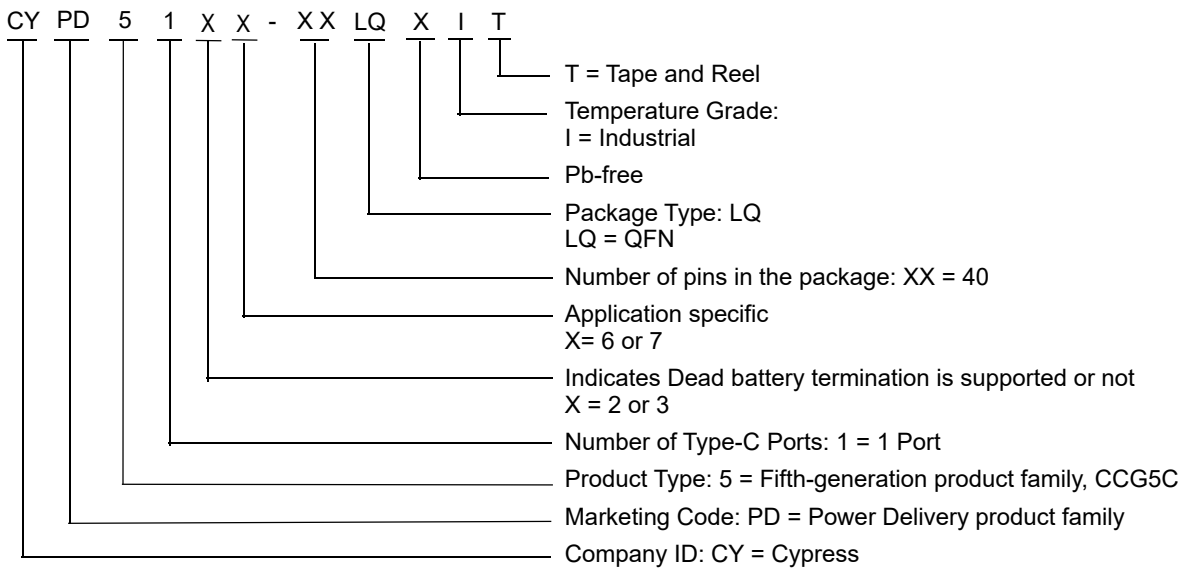 CY PD 5 1 X X - XX LQ X I T
T = Tape and Reel
Temperature Grade:
I = Industrial
Pb-free
Package Type: LQ
LQ = QFN
Number of pins in the package: XX = 40
Application specific
X= 6 or 7
Indicates Dead battery termination is supported or not
X = 2 or 3
Number of Type-C Ports: 1 = 1 Port
Product Type: 5 = Fifth-generation product family, CCG5C
Marketing Code: PD = Power Delivery product family
Company ID: CY = Cypress